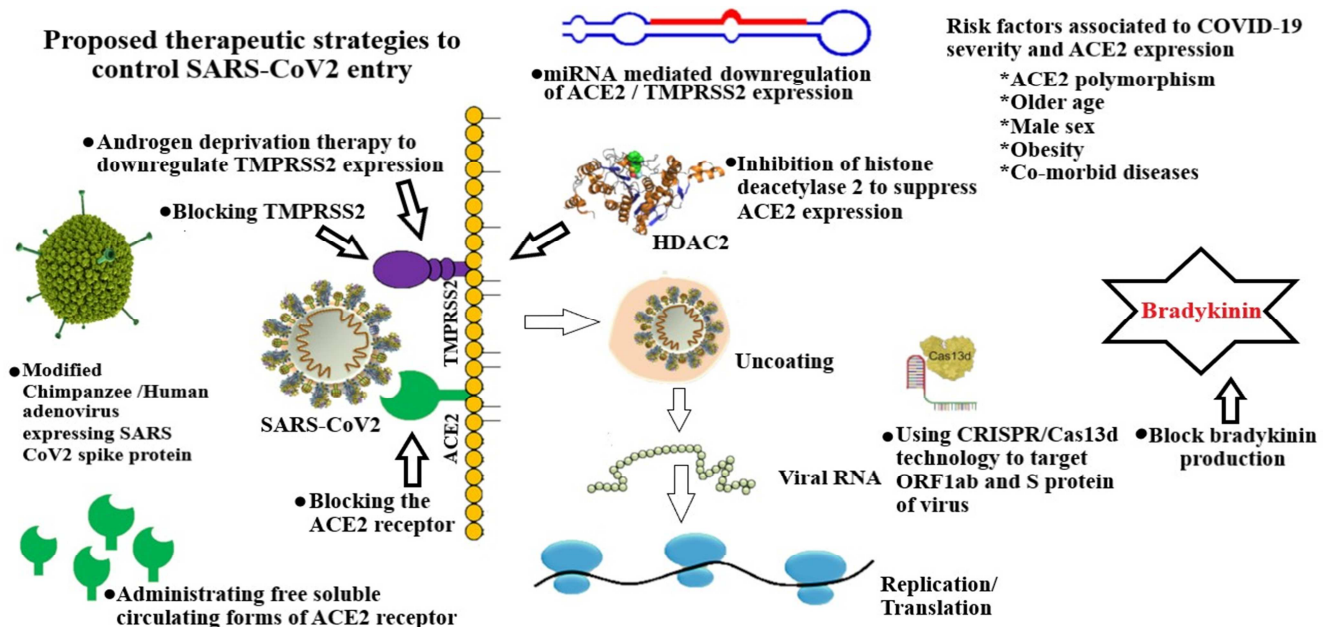 Proposed therapeutic strategies to
control SARS-CoV2 entry
●miRNA mediated downregulation
of ACE2 / TMPRSS2 expression
Risk factors associated to COVID-19
severity and ACE2 expression
*ACE2 polymorphism
*Older age
*Male sex
*Obesity
*Co-morbid diseases
●Androgen deprivation therapy to
downregulate TMPRSS2 expression
●Blocking TMPRSS2
●Inhibition of histone
deacetylase 2 to suppress
ACE2 expression
HDAC2
TMPRSS2
ACE2
SARS-CoV2
●Modified
Chimpanzee /Human
adenovirus
expressing SARS
CoV2 spike protein
●Blocking the
ACE2 receptor
●Administrating free soluble
circulating forms of ACE2 receptor
Uncoating
Viral RNA
Replication/
Translation
Cas13d
●Using CRISPR/Cas13d
technology to target
ORF1ab and S protein
of virus
Bradykinin
●Block bradykinin
production